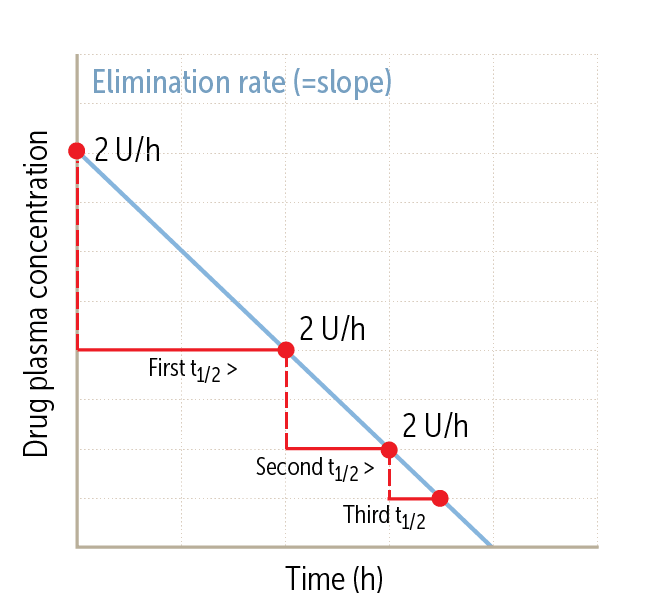 Elimination rate (=slope)
2 U/h
2 U/h
First t1/2 >
2 U/h
Second t1/2 >
Third t1/2
Drug plasma concentration
Time (h)